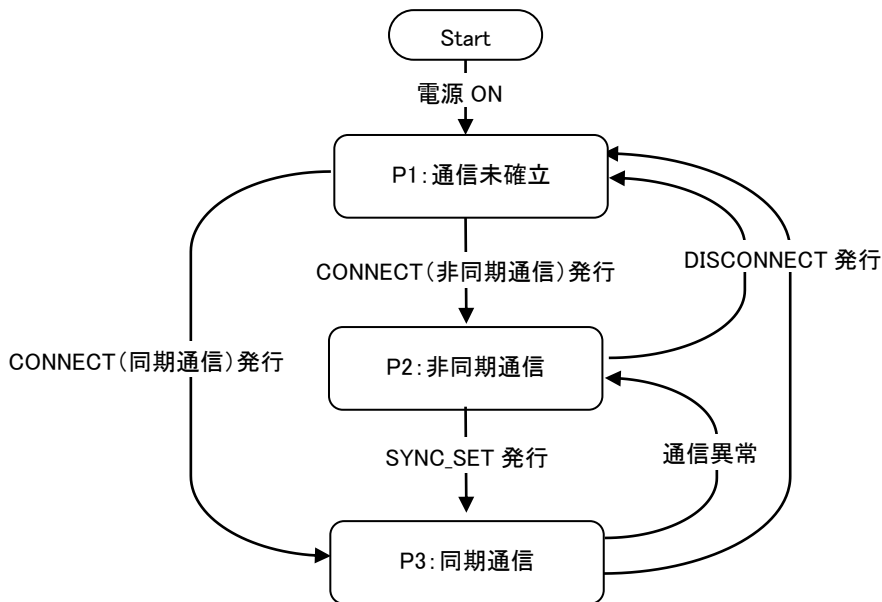 Start
電源 ON
P1：通信未確立
CONNECT（非同期通信）発行
DISCONNECT 発行
CONNECT（同期通信）発行
P2：非同期通信
SYNC_SET 発行
通信異常
P3：同期通信